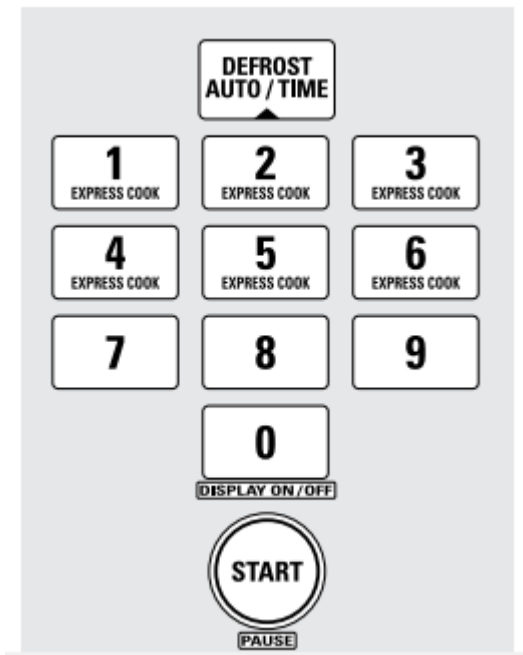 DEFROST
AUTO / TIME
1 2 3
EXPRESS COOK EXPRESS COOK EXPRESS COOK
4 5 6
EXPRESS COOK EXPRESS COOK EXPRESS COOK
7 8 9
0
DISPLAY ON/OFF
START
PAUSE